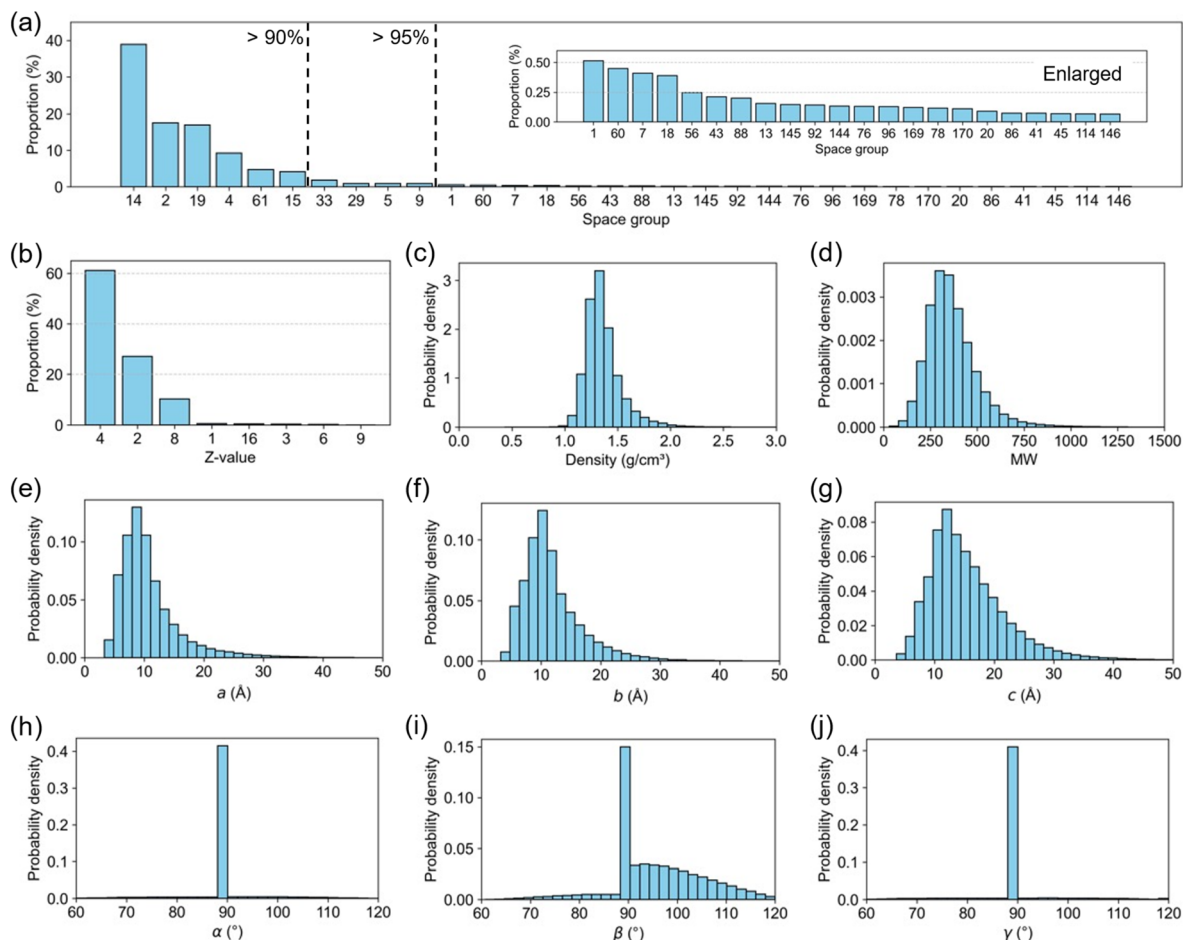 (a)
> 90%
> 95%
Proportion (%)
40
30
20
10
0
14 2 19 4 61 15 33 29 5 9 1 60 7 18 56 43 88 13 145 92 144 76 96 169 78 170 20 86 41 45 114 146
Space group
Enlarged
Proportion (%)
0.50
0.25
0.00
1 60 7 18 56 43 88 13 145 92 144 76 96 169 78 170 20 86 41 45 114 146
Space group
(b)
Proportion (%)
60
40
20
0
4 2 8 1 16 3 6 9
Z-value
(c)
Probability density
3
2
1
0
0.0 0.5 1.0 1.5 2.0 2.5 3.0
Density (g/cm³)
(d)
Probability density
0.003
0.002
0.001
0.000
250 500 750 1000 1250 1500
MW
(e)
Probability density
0.10
0.05
0.00
0 10 20 30 40 50
a (Å)
(f)
Probability density
0.10
0.05
0.00
0 10 20 30 40 50
b (Å)
(g)
Probability density
0.08
0.06
0.04
0.02
0.00
0 10 20 30 40 50
c (Å)
(h)
Probability density
0.4
0.3
0.2
0.1
0.0
60 70 80 90 100 110 120
α (°)
(i)
Probability density
0.15
0.10
0.05
0.00
60 70 80 90 100 110 120
β (°)
(j)
Probability density
0.4
0.3
0.2
0.1
0.0
60 70 80 90 100 110 120
γ (°)